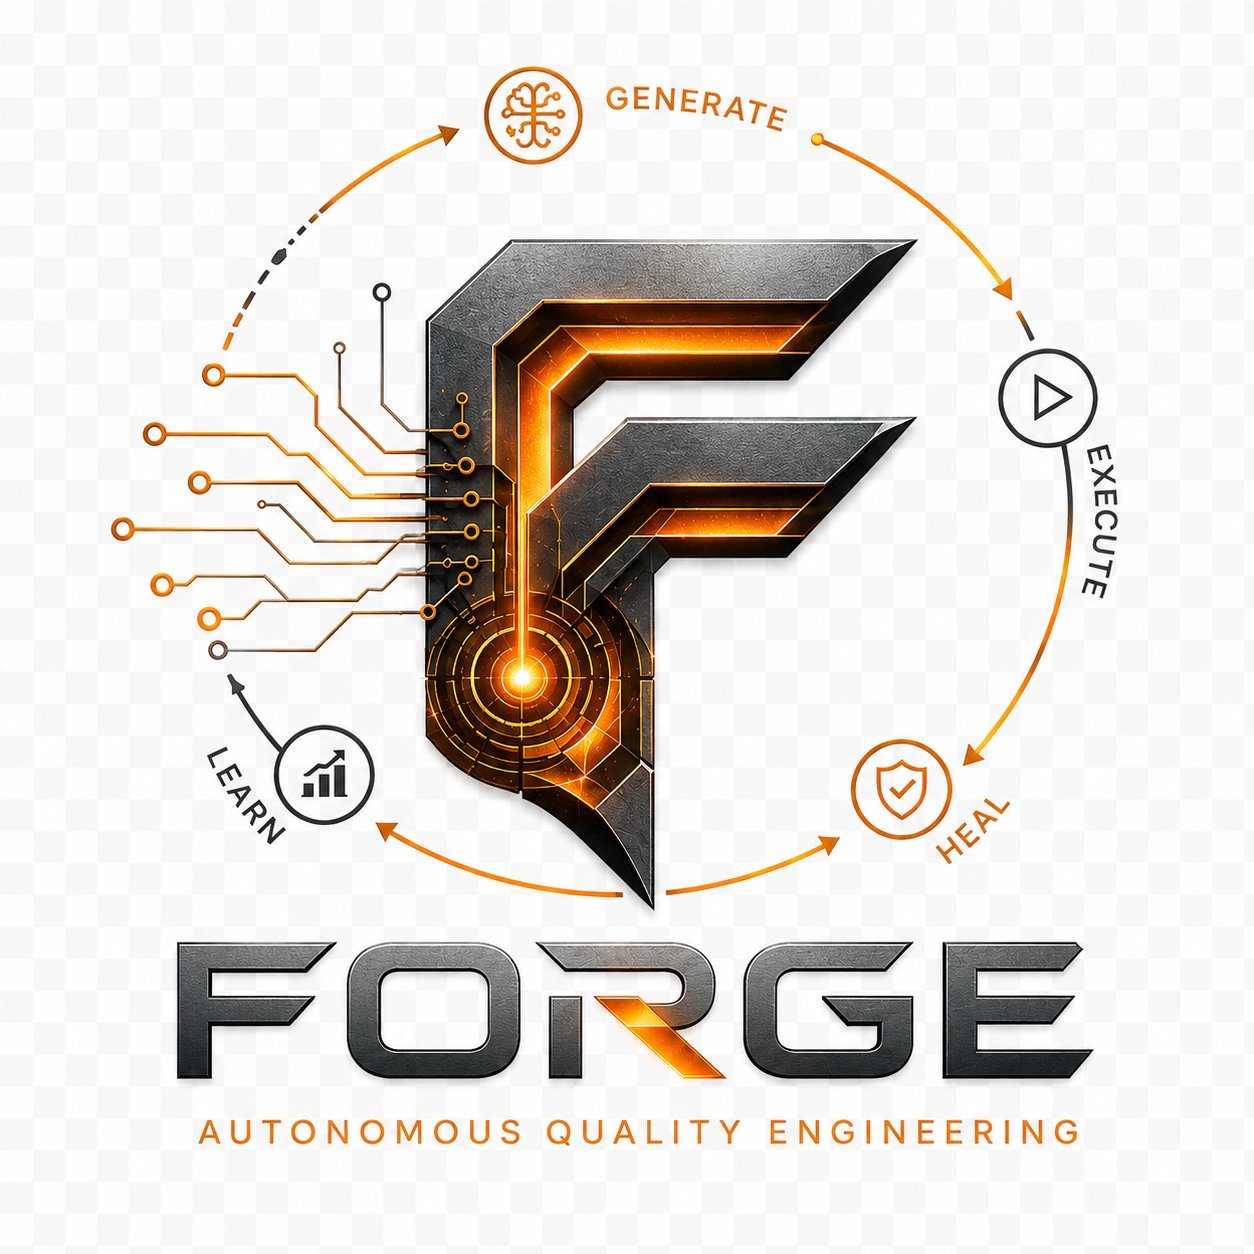 GENERATE
EXECUTE
HEAL
LEARN
FORGE
AUTONOMOUS QUALITY ENGINEERING